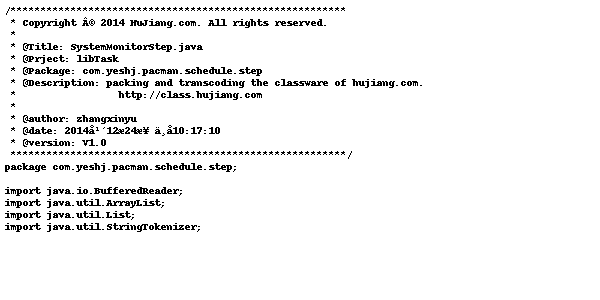 /********************************************************
 * Copyright Â© 2014 HuJiang.com. All rights reserved.
 *
 * @Title: SystemMonitorStep.java
 * @Prject: libTask
 * @Package: com.yeshj.pacman.schedule.step
 * @Description: packing and transcoding the classware of hujiang.com.
 *                 http://class.hujiang.com
 *
 * @author: zhangxinyu
 * @date: 2014å¹´12æ24æ¥ ä¸å10:17:10
 * @version: V1.0
 ********************************************************/
package com.yeshj.pacman.schedule.step;

import java.io.BufferedReader;
import java.util.ArrayList;
import java.util.List;
import java.util.StringTokenizer;